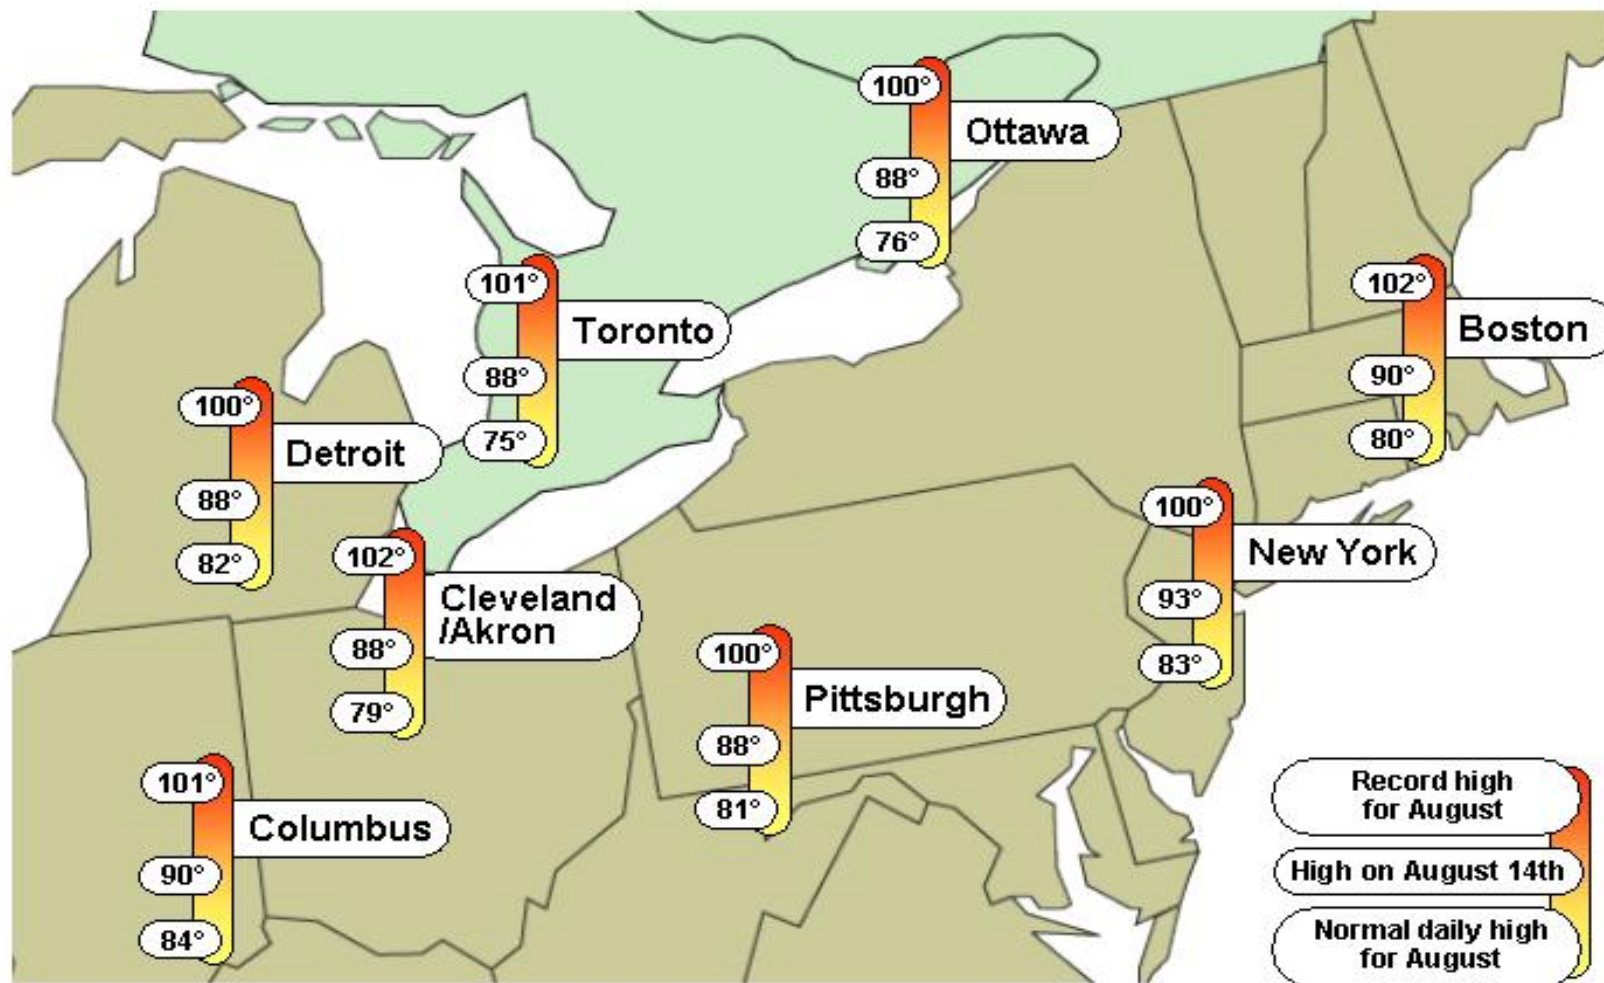 100°
Ottawa
88°
76°
101°
Toronto
88°
75°
102°
Boston
90°
80°
100°
Detroit
88°
82°
100°
New York
93°
83°
102°
Cleveland
/Akron
88°
79°
100°
Pittsburgh
88°
81°
101°
Columbus
90°
84°
Record high
for August
High on August 14th
Normal daily high
for August